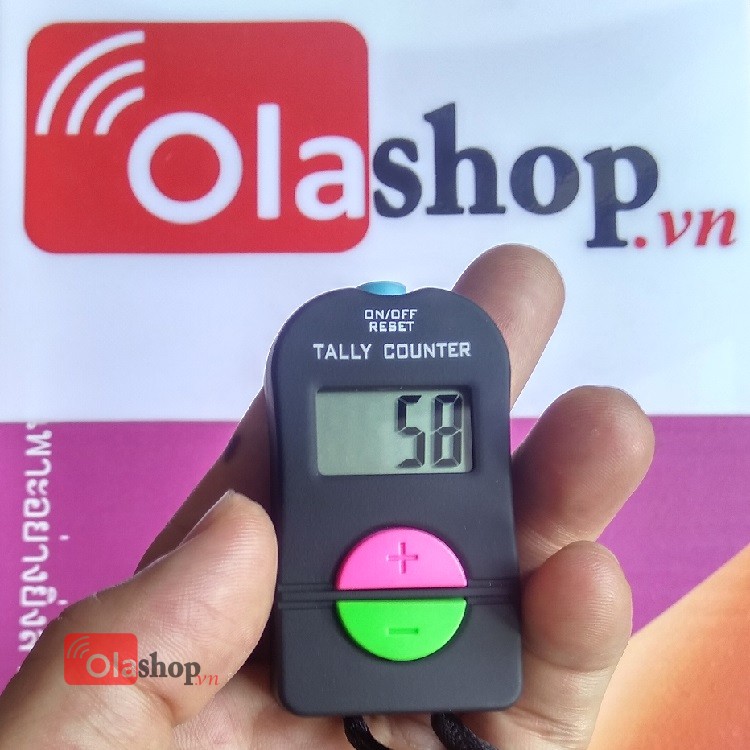 Olashop.vn
ON/OFF
RESET
TALLY COUNTER
58
+
−
Olashop.vn